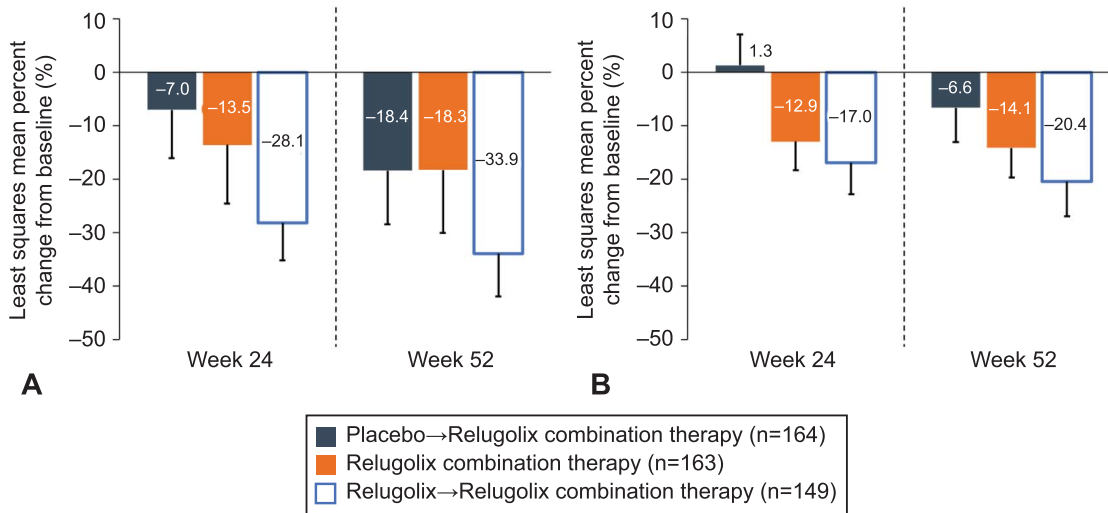 Least squares mean percent
change from baseline (%)
10
0
–10
–20
–30
–40
–50
–7.0
–13.5
–28.1
–18.4
–18.3
–33.9
Week 24
Week 52
A
Least squares mean percent
change from baseline (%)
10
0
–10
–20
–30
–40
–50
1.3
–12.9
–17.0
–6.6
–14.1
–20.4
Week 24
Week 52
B
Placebo→Relugolix combination therapy (n=164)
Relugolix combination therapy (n=163)
Relugolix→Relugolix combination therapy (n=149)